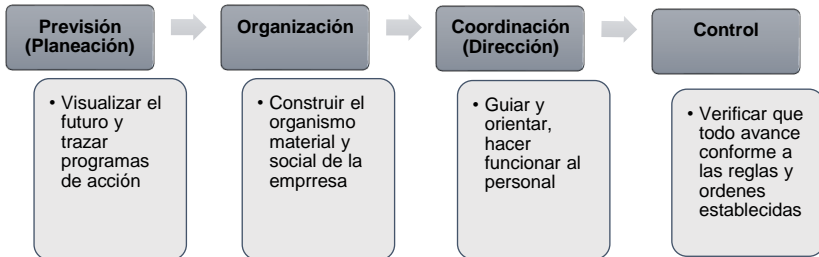 Previsión
(Planeación)
• Visualizar el
futuro y
trazar
programas
de acción
Organización
• Construir el
organismo
material y
social de la
emprresa
Coordinación
(Dirección)
• Guiar y
orientar,
hacer
funcionar al
personal
Control
• Verificar que
todo avance
conforme a
las reglas y
ordenes
establecidas